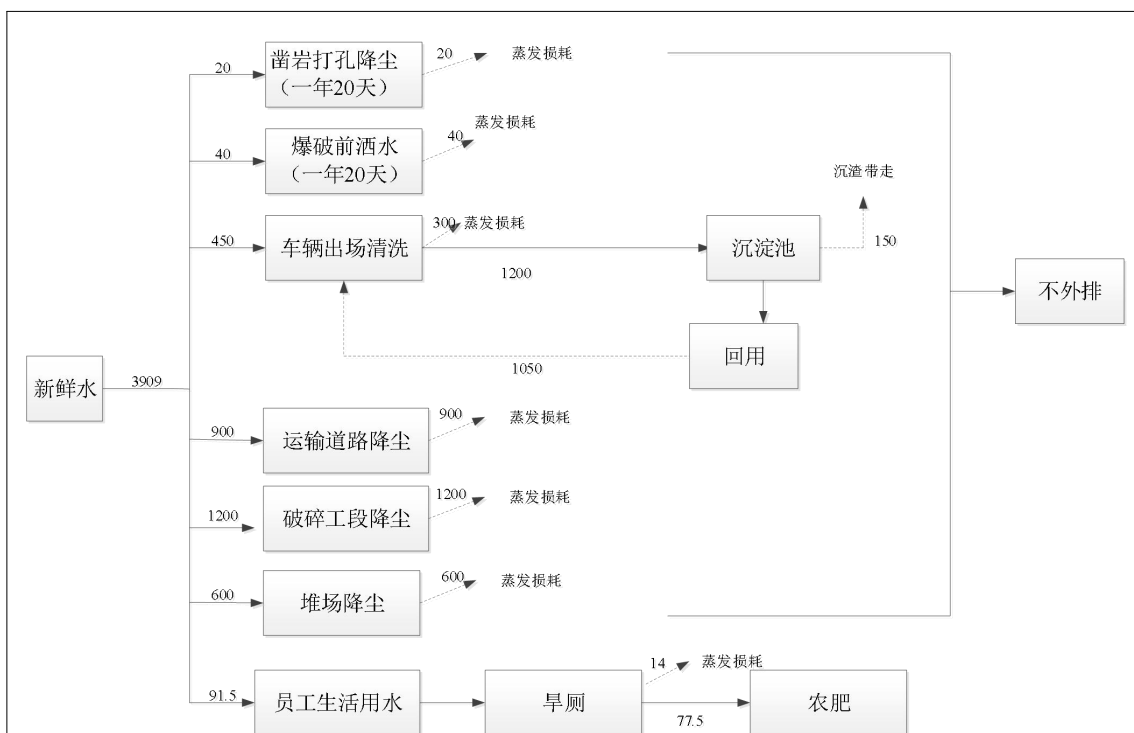 20
凿岩打孔降尘
（一年20天）
20
蒸发损耗
40
爆破前洒水
（一年20天）
40
蒸发损耗
450
车辆出场清洗
300
蒸发损耗
1200
沉淀池
沉渣带走
150
不外排
回用
1050
新鲜水
3909
900
运输道路降尘
900
蒸发损耗
1200
破碎工段降尘
1200
蒸发损耗
600
堆场降尘
600
蒸发损耗
91.5
员工生活用水
旱厕
14
蒸发损耗
77.5
农肥